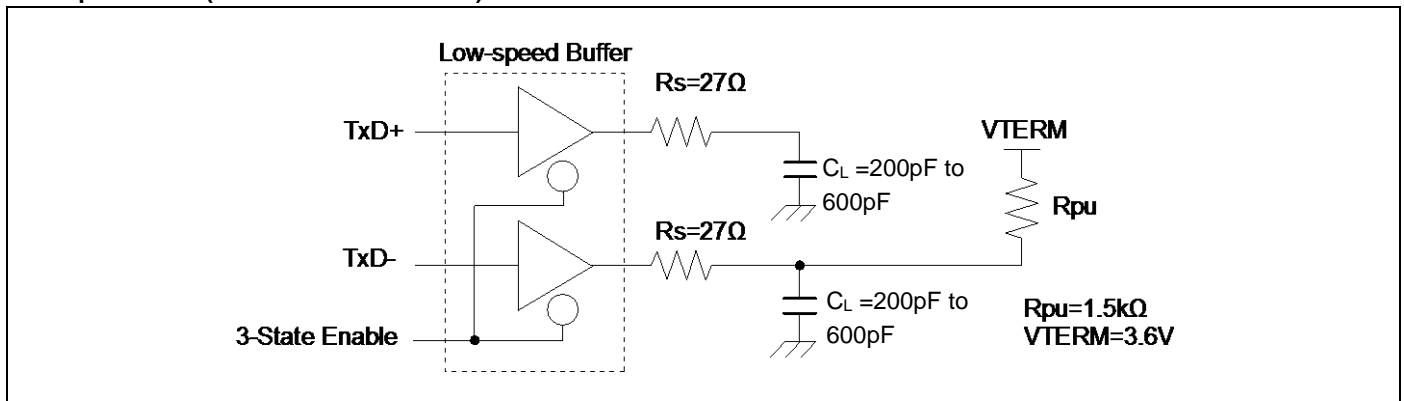 Low-speed Buffer
Rs=27Ω
TxD+
VTERM
CL =200pF to
600pF
Rpu
Rs=27Ω
TxD-
CL =200pF to
600pF
Rpu=1.5kΩ
VTERM=3.6V
3-State Enable